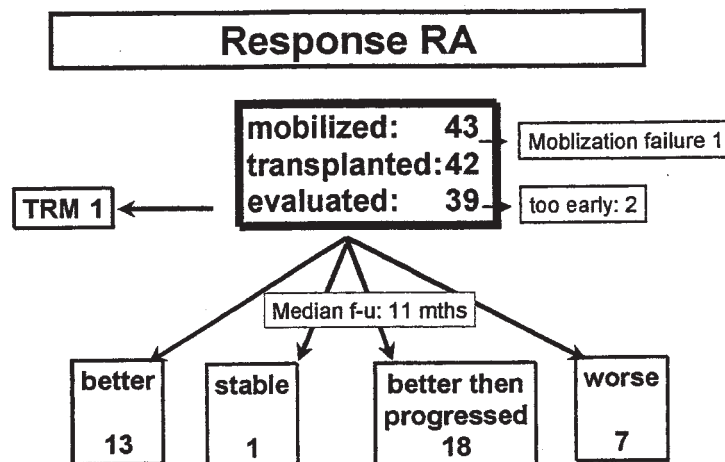 Response RA
mobilized: 43
transplanted:42
evaluated: 39
Moblization failure 1
TRM 1
too early: 2
Median f-u: 11 mths
better
13
stable
1
better then
progressed
18
worse
7